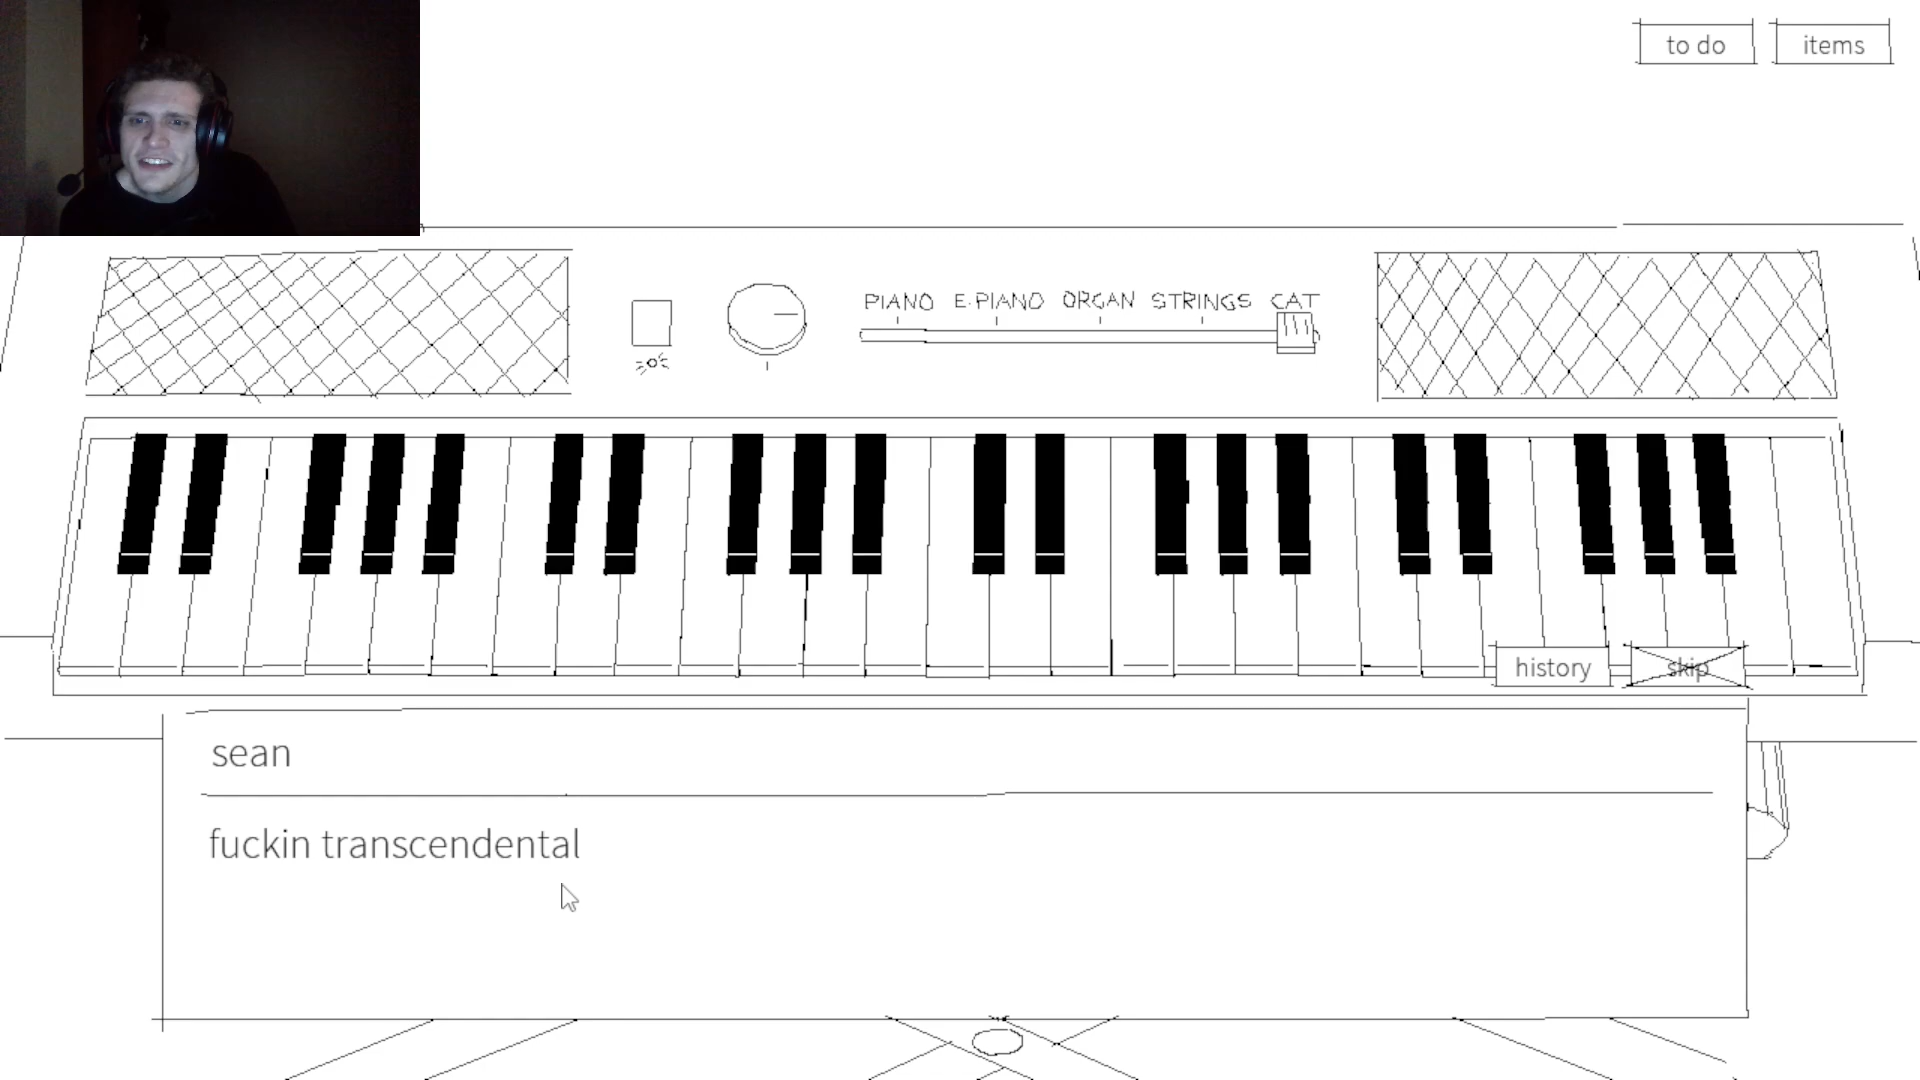 to do items
PIANO E.PIANO ORGAN STRINGS CAT
history skip
sean
fuckin transcendental